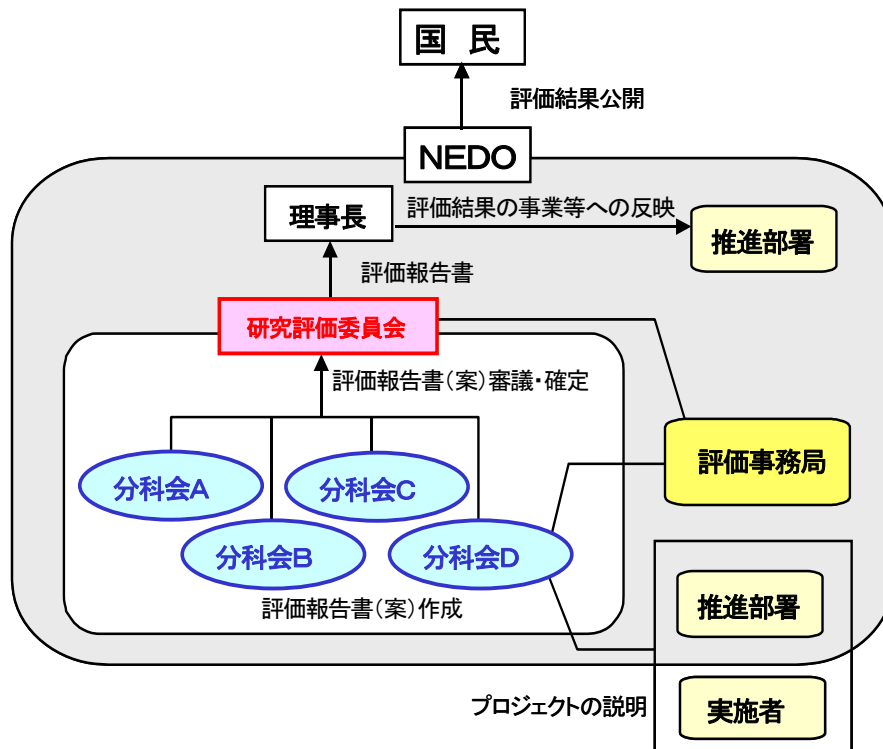 国 民
評価結果公開
NEDO
理事長
評価結果の事業等への反映
推進部署
評価報告書
研究評価委員会
評価報告書(案)審議・確定
評価事務局
分科会A
分科会C
分科会B
分科会D
評価報告書(案)作成
推進部署
プロジェクトの説明
実施者